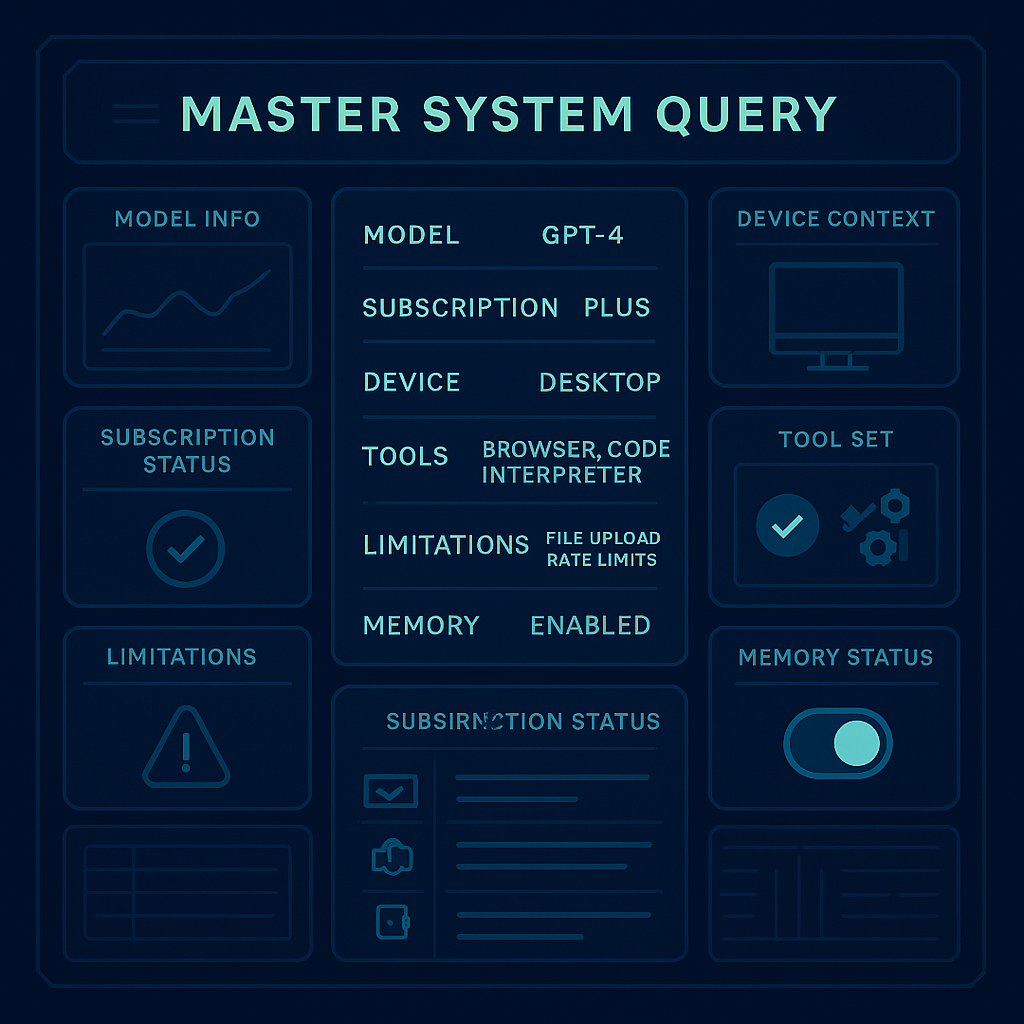 MASTER SYSTEM QUERY
MODEL INFO
MODEL GPT-4
SUBSCRIPTION PLUS
DEVICE DESKTOP
TOOLS BROWSER, CODE
INTERPRETER
LIMITATIONS FILE UPLOAD
RATE LIMITS
MEMORY ENABLED
DEVICE CONTEXT
SUBSCRIPTION
STATUS
TOOL SET
LIMITATIONS
STATUS
MEMORY STATUS